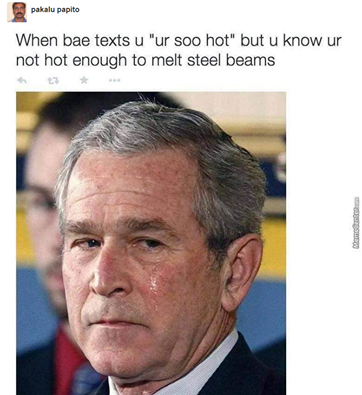 pakalu papito
When bae texts u "ur soo hot" but u know ur
not hot enough to melt steel beams
MemeCenter.com